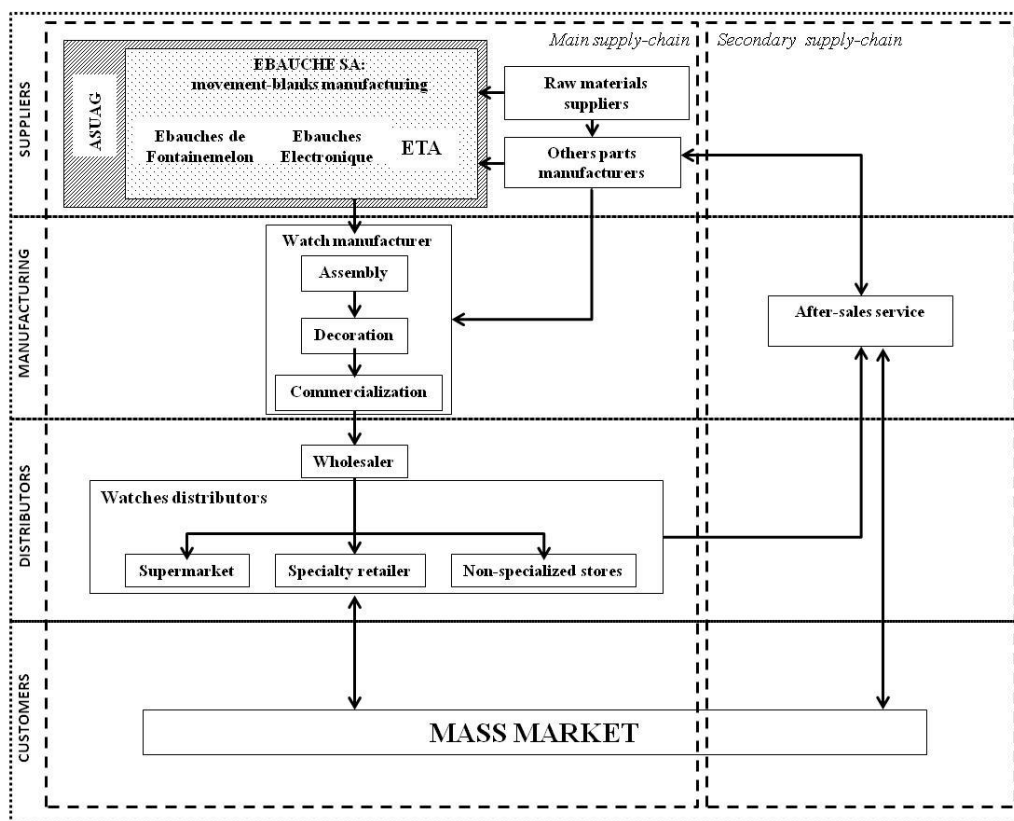 Main supply-chain
Secondary supply-chain
SUPPLIERS
ASUAG
EBAUCHE SA:
movement-blanks manufacturing
Ebauches de
Fontainemelon
Ebauches
Electronique
ETA
Raw materials
suppliers
Others parts
manufacturers
MANUFACTURING
Watch manufacturer
Assembly
Decoration
Commercialization
After-sales service
DISTRIBUTORS
Wholesaler
Watches distributors
Supermarket
Specialty retailer
Non-specialized stores
CUSTOMERS
MASS MARKET